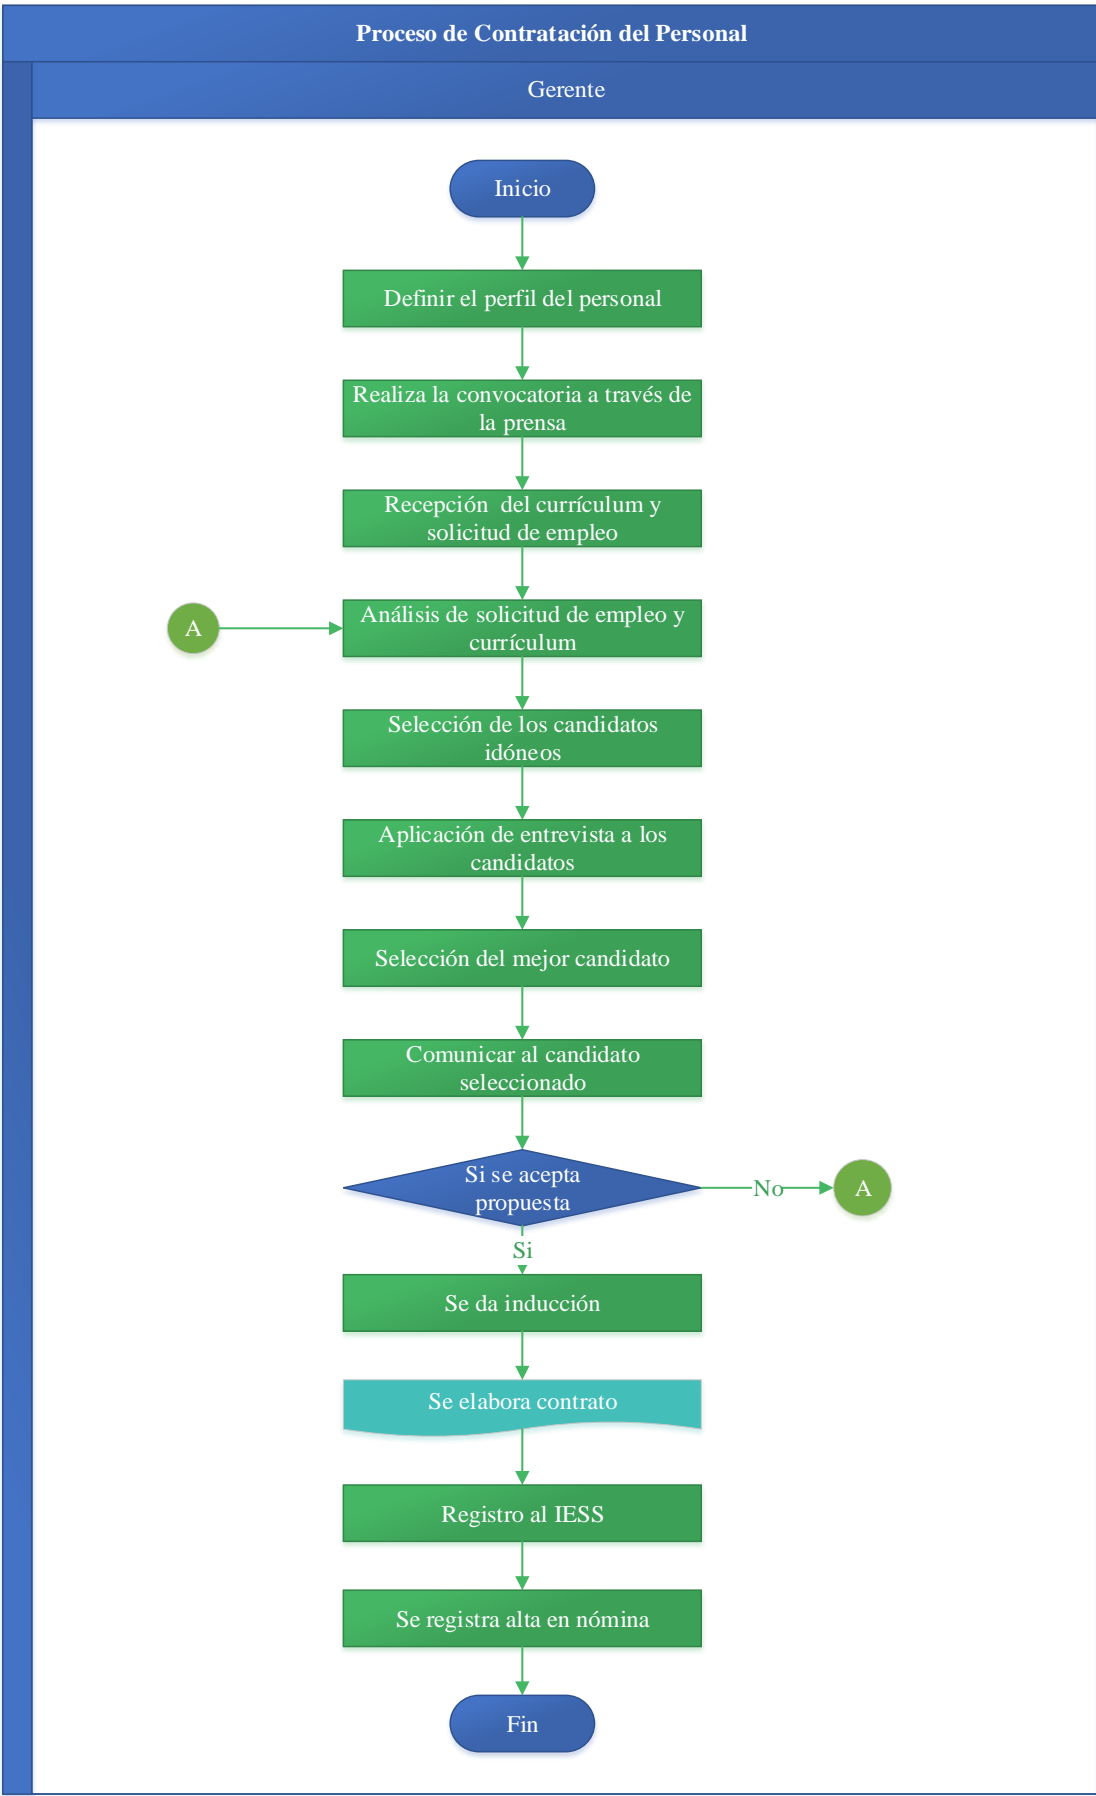 Proceso de Contratación del Personal
Gerente
Inicio
Definir el perfil del personal
Realiza la convocatoria a través de
la prensa
Recepción  del currículum y
solicitud de empleo
A
Análisis de solicitud de empleo y
currículum
Selección de los candidatos
idóneos
Aplicación de entrevista a los
candidatos
Selección del mejor candidato
Comunicar al candidato
seleccionado
Si se acepta
propuesta
No
A
Si
Se da inducción
Se elabora contrato
Registro al IESS
Se registra alta en nómina
Fin